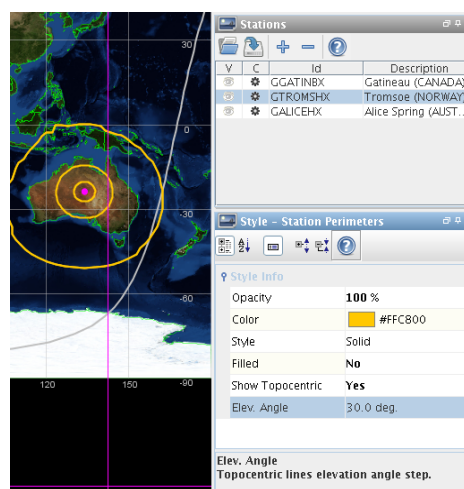 Stations
V C Id Description
GGATINBX Gatineau (CANADA)
GTROMSHX Tromsoe (NORWAY)
GALICEHX Alice Spring (AUST...
Style - Station Perimeters
Style Info
Opacity 100 %
Color #FFC800
Style Solid
Filled No
Show Topocentric Yes
Elev. Angle 30.0 deg.
Elev. Angle
Topocentric lines elevation angle step.
30
0
-30
-60
120 150 -90